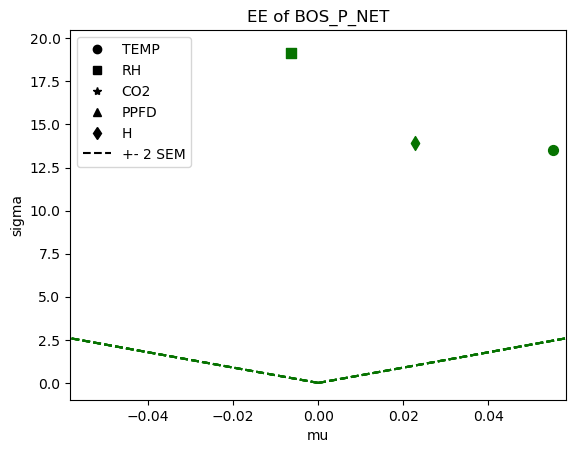 EE of BOS_P_NET
20.0
17.5
15.0
12.5
10.0
7.5
5.0
2.5
0.0
sigma
TEMP
RH
CO2
PPFD
H
+- 2 SEM
−0.04
−0.02
0.00
0.02
0.04
mu